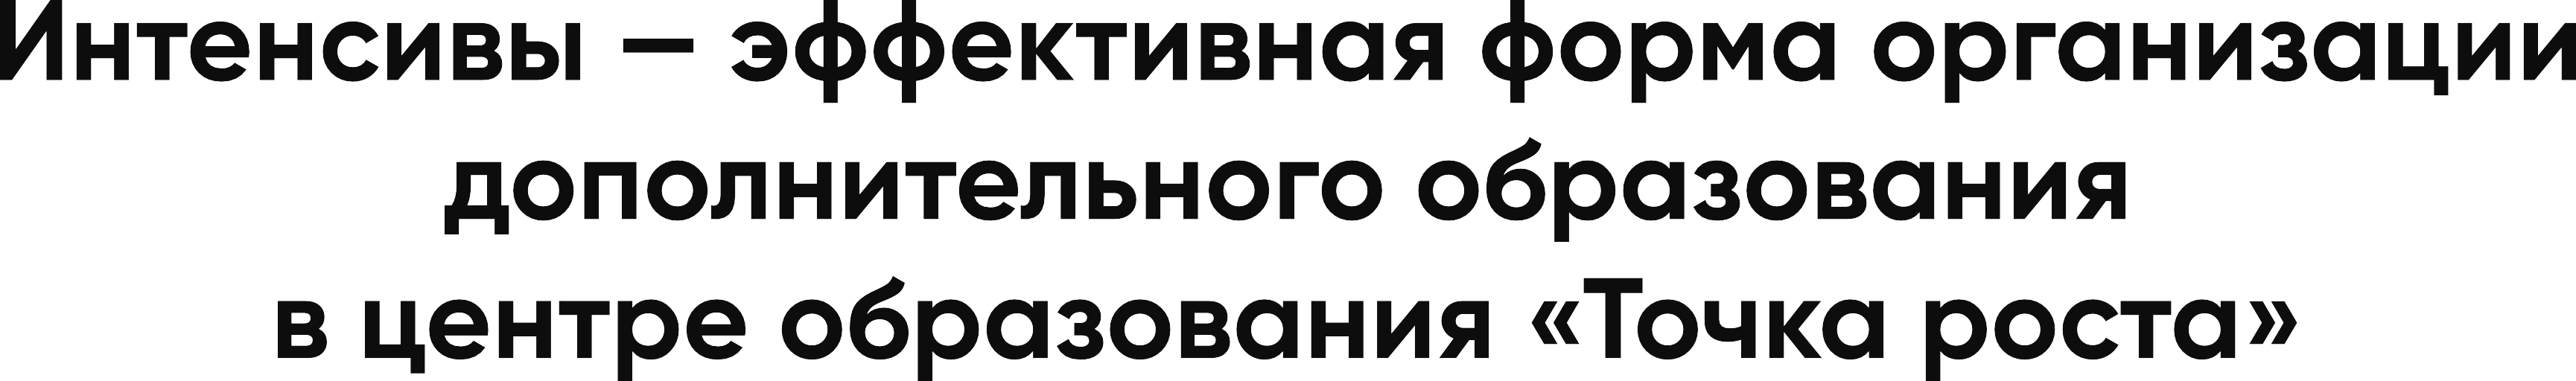 Интенсивы — эффективная форма организации
дополнительного образования
в центре образования «Точка роста»